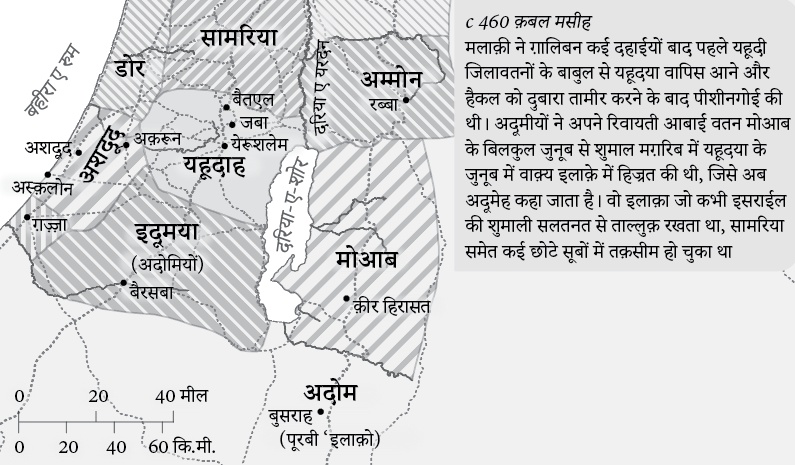 c 460 क़बल मसीह
मलाक़ी ने ग़ालिबन कई दहाईयों बाद पहले यहूदी
जिलावतनों के बाबुल से यहूदया वापिस आने और
हैकल को दुबारा तामीर करने के बाद पीशीनगोई की
थी। अदूमीयों ने अपने रिवायती आबाई वतन मोआब
के बिलकुल जुनूब से शुमाल मग़रिब में यहूदया के
जुनूब में वाक़्य इलाक़े में हिज्रत की थी, जिसे अब
अदूमेह कहा जाता है। वो इलाक़ा जो कभी इसराईल
की शुमाली सलतनत से ताल्लुक़ रखता था, सामरिया
समेत कई छोटे सूबों में तक़सीम हो चुका था
बहीरा ए रुम
सामरिया
डोर
दरिया ए यरदन
अम्मोन
रब्बा
बैतएल
जबा
येरूशलेम
यहूदाह
अशदूद
अशदूद
अक़रून
अस्क़लोन
ग़ज़्ज़ा
इदूमया
(अदोमियों)
बैरसबा
दरिया-ए-शोर
मोआब
क़ीर हिरासत
अदोम
बुसराह
(पूरबी ‘इलाक़ो)
0 20 40 मील
0 20 40 60 कि.मी.